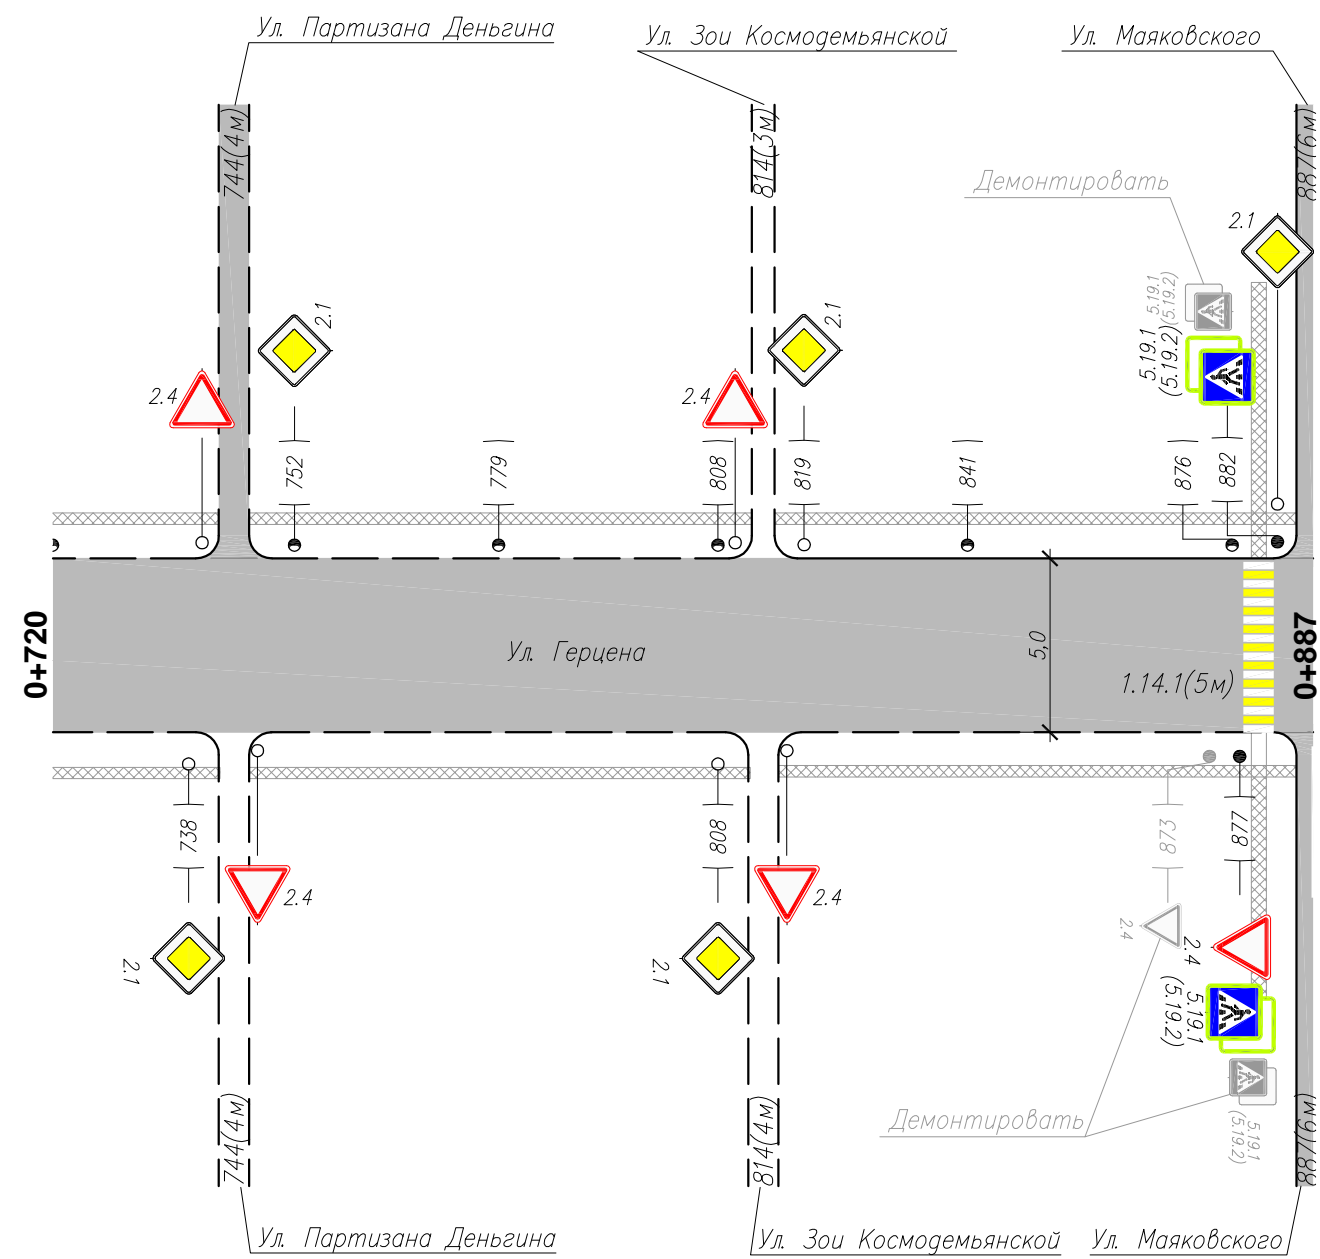 Ул. Партизана Деньгина
Ул. Зои Космодемьянской
Ул. Маяковского
744(4м)
814(3м)
887(6м)
Демонтировать
2.1
5.19.1
(5.19.2)
5.19.1
(5.19.2)
2.1
2.1
2.4
2.4
752
779
808
819
841
876
882
0+720
Ул. Герцена
5,0
1.14.1(5м)
0+887
738
808
873
877
2.4
2.4
2.4
2.4
2.1
2.1
5.19.1
(5.19.2)
5.19.1
(5.19.2)
Демонтировать
744(4м)
814(4м)
887(6м)
Ул. Партизана Деньгина
Ул. Зои Космодемьянской
Ул. Маяковского